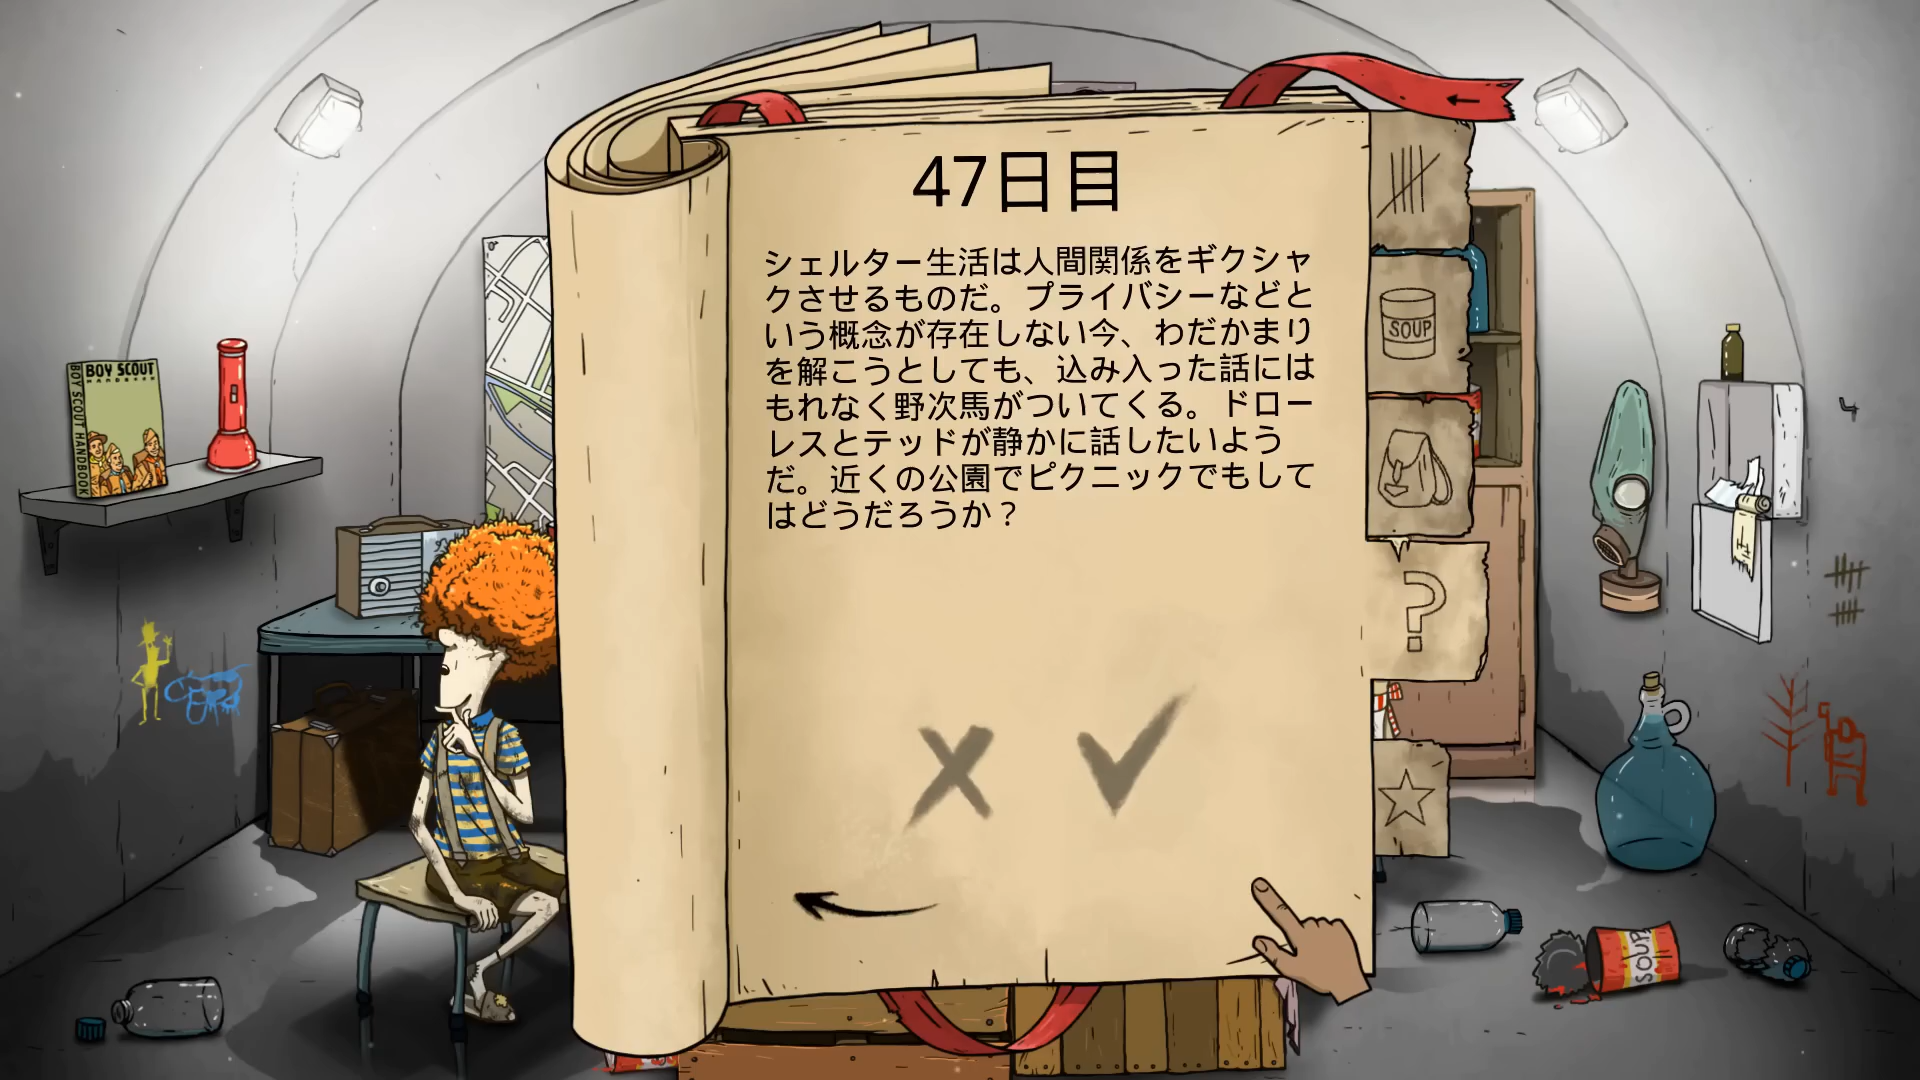 47日目
シェルター生活は人間関係をギクシャ
クさせるものだ。プライバシーなどと
いう概念が存在しない今、わだかまり
を解こうとしても、込み入った話には
もれなく野次馬がついてくる。ドロー
レスとテッドが静かに話したいよう
だ。近くの公園でピクニックでもして
はどうだろうか？
SOUP
BOY SCOUT
HANDBOOK
BOY SCOUT HANDBOOK
SOUP